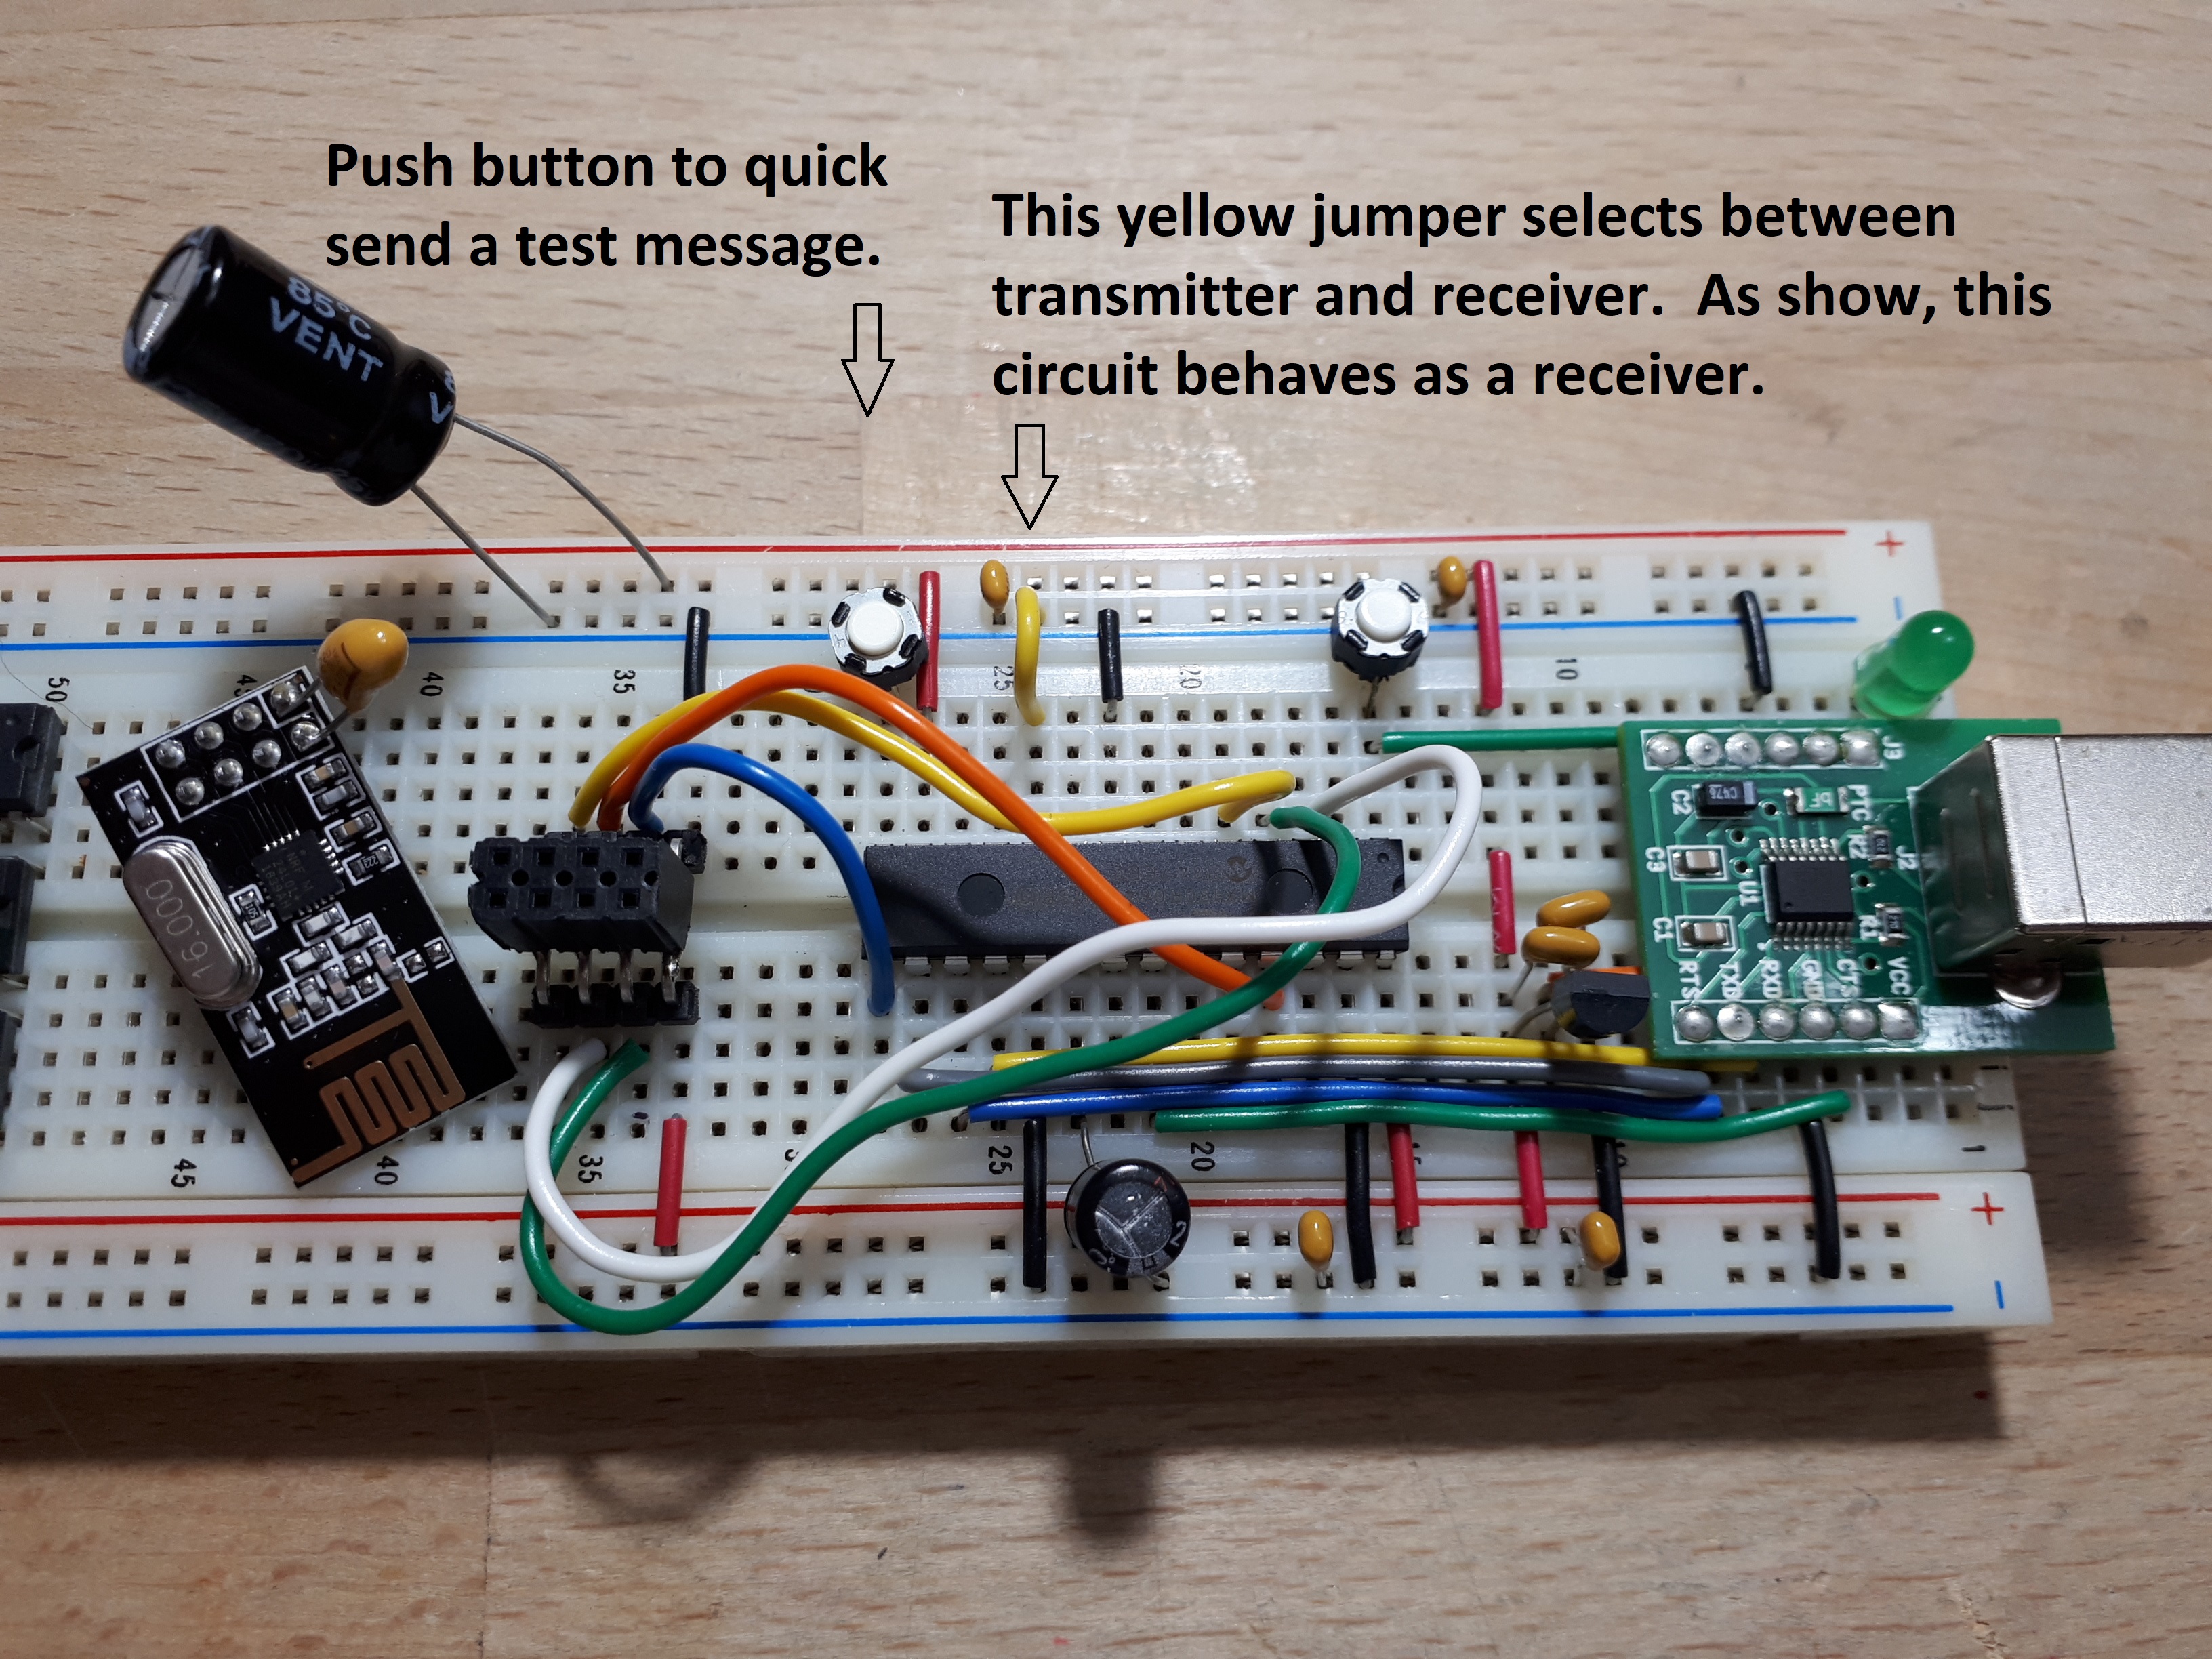 Push button to quick
send a test message.
This yellow jumper selects between
transmitter and receiver.  As show, this
circuit behaves as a receiver.
85°C
VENT
+
50
40
35
25
20
10
16.000
J3
C2
PTC
R2
J2
C3
U1
C1
R1
RTS
TXD
RXD
GND
CTS
VCC
45
40
35
25
20
1
+